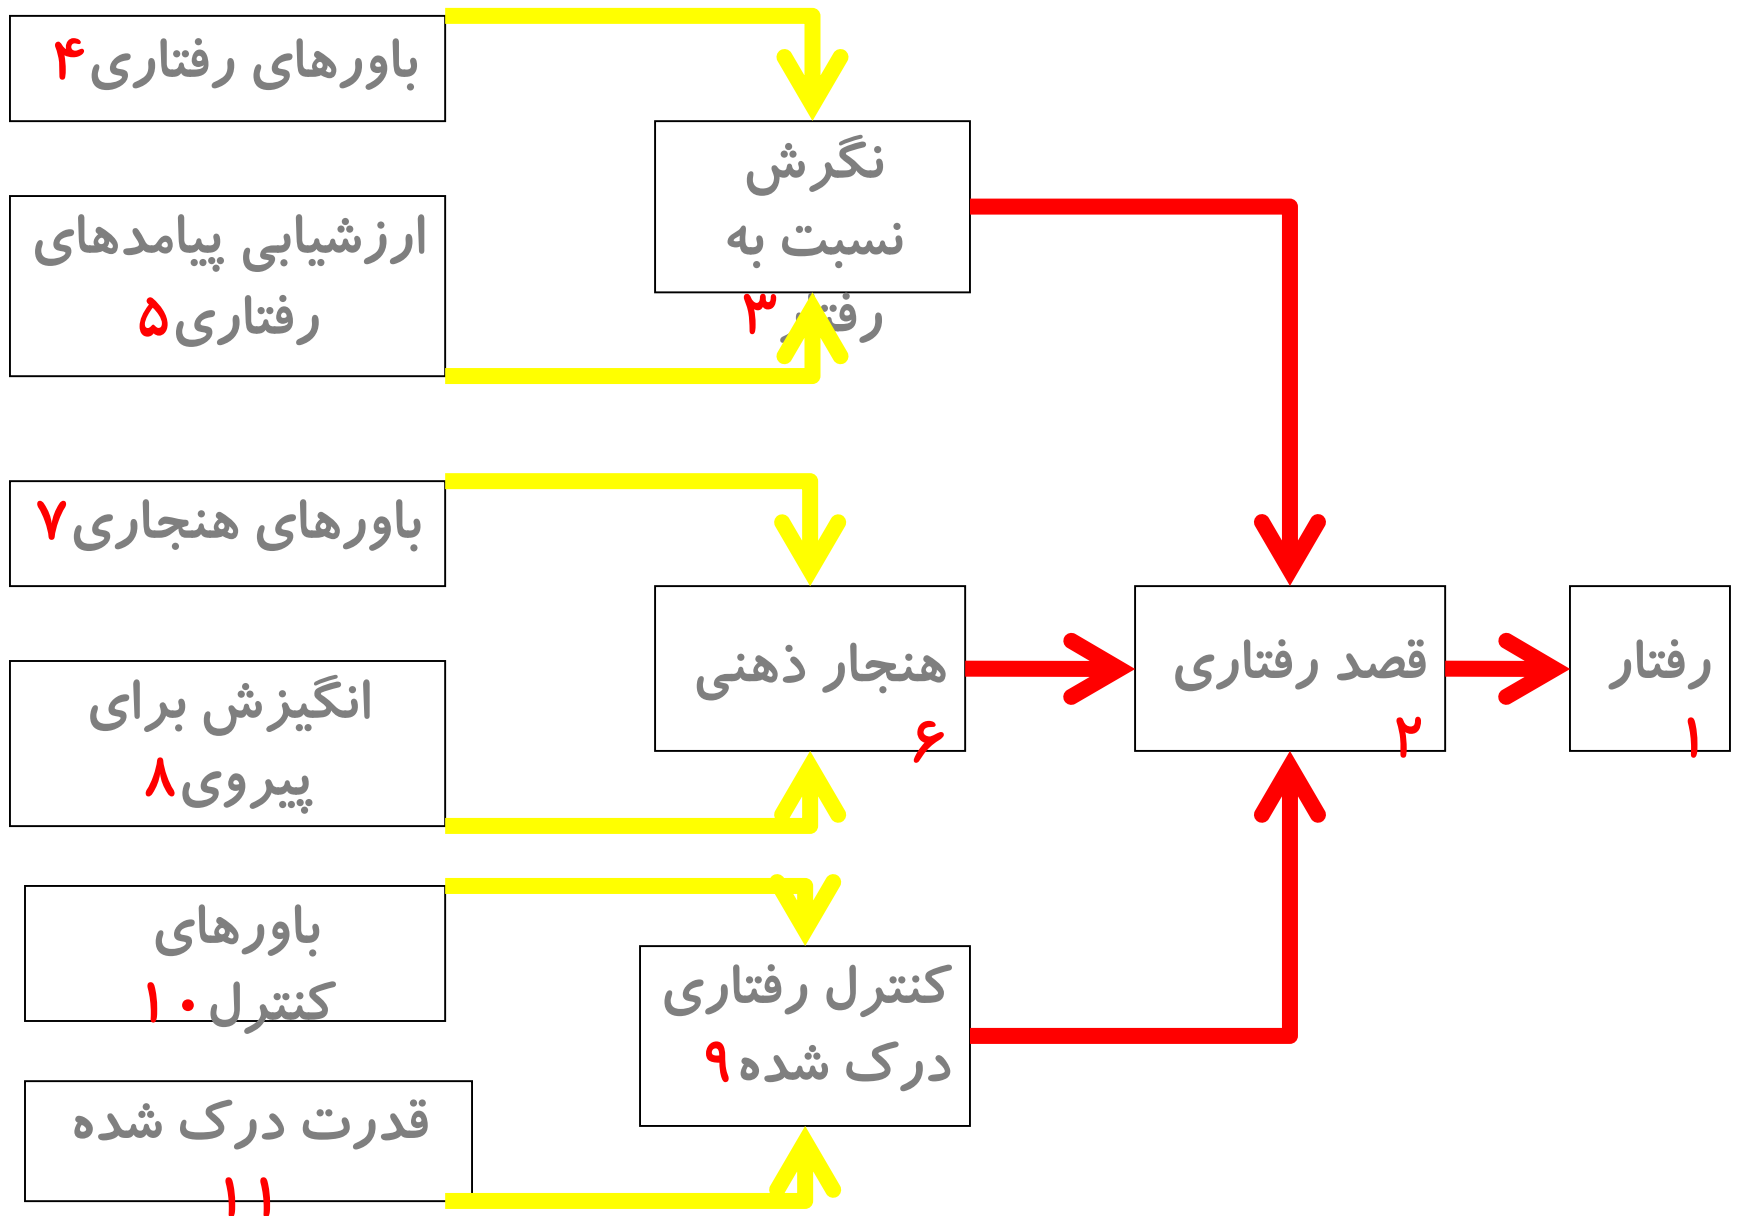 باورهای رفتاری۴
ارزشیابی پیامدهای
رفتاری۵
نگرش
نسبت به
رفتار۳
باورهای هنجاری۷
انگیزش برای
پیروی۸
هنجار ذهنی
۶
قصد رفتاری
۲
رفتار
۱
باورهای
کنترل۱۰
قدرت درک شده
۱۱
کنترل رفتاری
درک شده۹